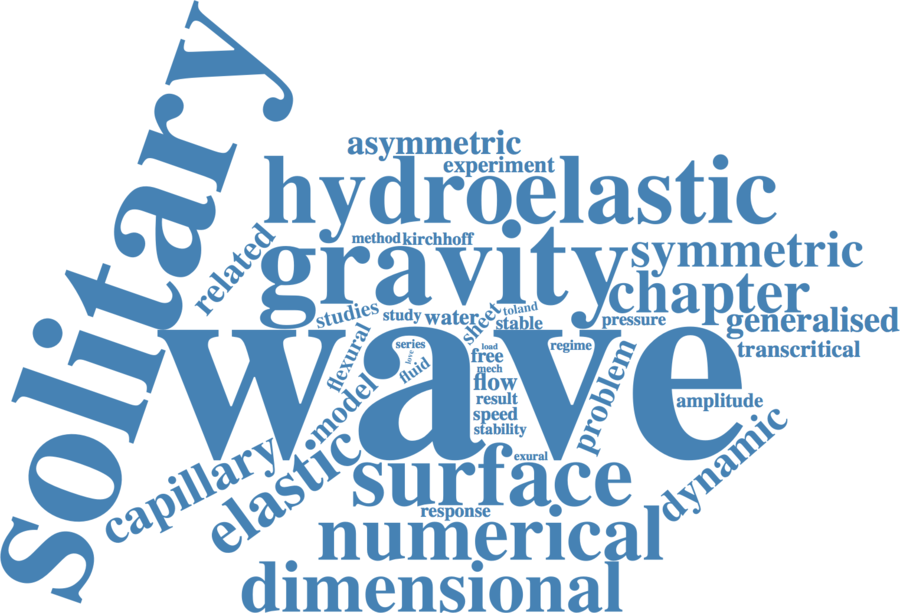 Solitary
asymmetric
experiment
hydroelastic
related
method
kirchhoff
gravity
symmetric
chapter
studies
study
water
sheet
toland
stable
pressure
generalised
transcritical
wave
flexural
series
love
fluid
load
free
mech
flow
result
speed
stability
regime
problem
amplitude
model
dynamic
capillary
elastic
exural
surface
response
numerical
dimensional